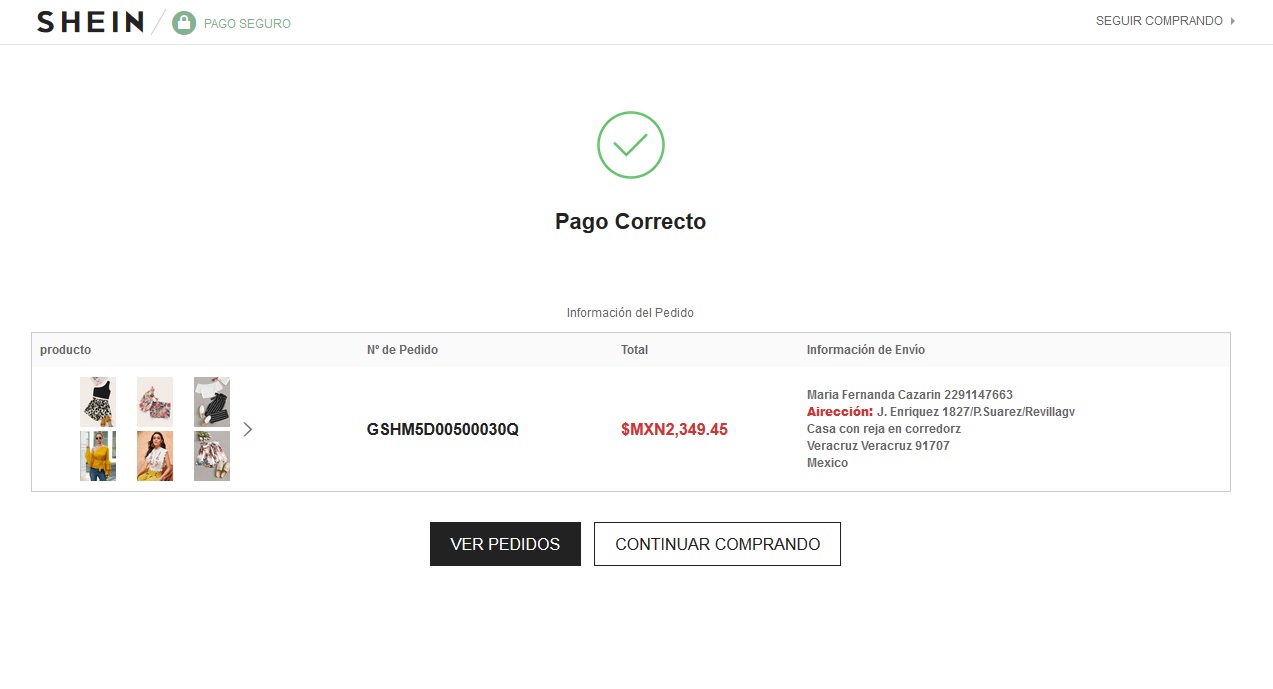 SHEIN PAGO SEGURO
SEGUIR COMPRANDO
Pago Correcto
Información del Pedido
producto Nº de Pedido Total Información de Envío
GSHM5D00500030Q
$MXN2,349.45
Maria Fernanda Cazarin 2291147663
Airección: J. Enriquez 1827/P.Suarez/Revillagv
Casa con reja en corredorz
Veracruz Veracruz 91707
Mexico
VER PEDIDOS
CONTINUAR COMPRANDO